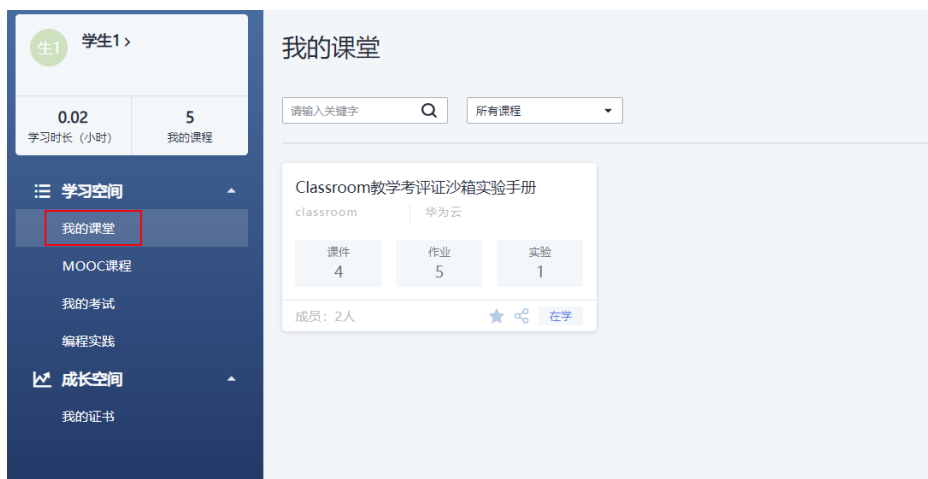 生1
学生1 >
0.02
学习时长（小时）
5
我的课程
学习空间
我的课堂
MOOC课程
我的考试
编程实践
成长空间
我的证书
我的课堂
请输入关键字
所有课程
Classroom教学考评证沙箱实验手册
classroom
华为云
课件
4
作业
5
实验
1
成员：2人
在学